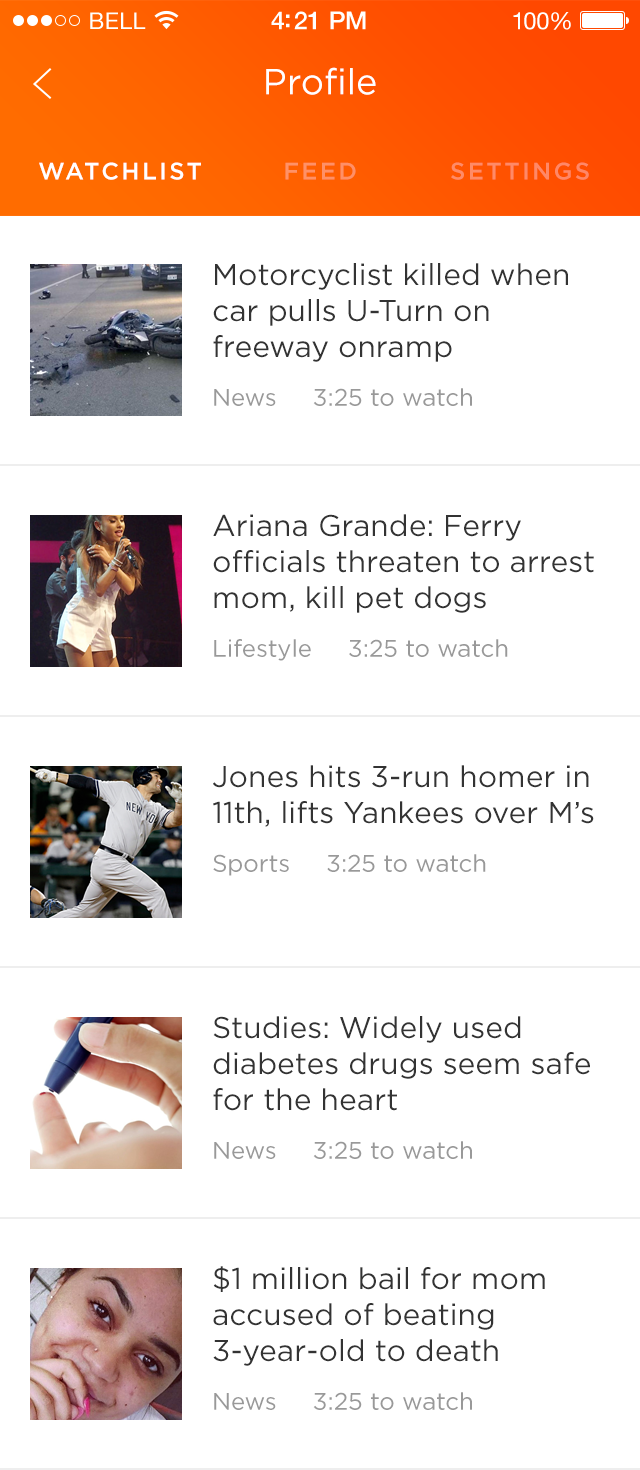 BELL 4:21 PM 100%
Profile
WATCHLIST FEED SETTINGS
Motorcyclist killed when
car pulls U-Turn on
freeway onramp
News 3:25 to watch
Ariana Grande: Ferry
officials threaten to arrest
mom, kill pet dogs
Lifestyle 3:25 to watch
NEW YO
Jones hits 3-run homer in
11th, lifts Yankees over M’s
Sports 3:25 to watch
Studies: Widely used
diabetes drugs seem safe
for the heart
News 3:25 to watch
$1 million bail for mom
accused of beating
3-year-old to death
News 3:25 to watch